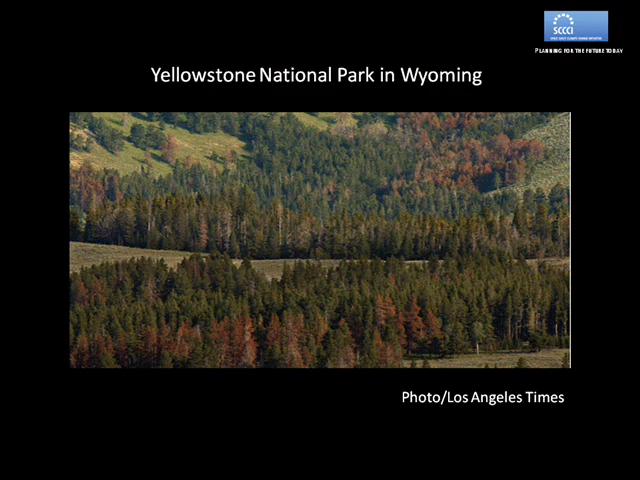 SCCCI
PLANNING FOR THE FUTURE TODAY
Yellowstone National Park in Wyoming
Photo/Los Angeles Times